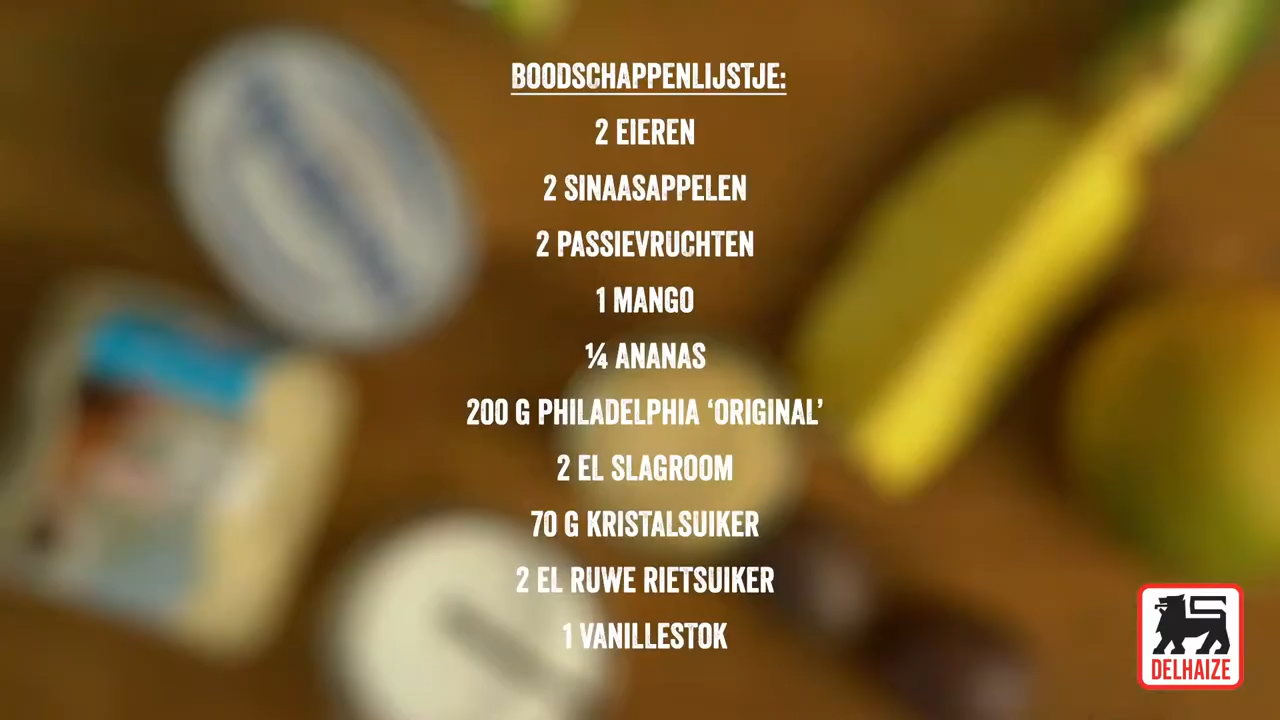 BOODSCHAPPENLIJSTJE:
2 EIEREN
2 SINAASAPPELEN
2 PASSIEVRUCHTEN
1 MANGO
¼ ANANAS
200 G PHILADELPHIA ‘ORIGINAL’
2 EL SLAGROOM
70 G KRISTALSUIKER
2 EL RUWE RIETSUIKER
1 VANILLESTOK
DELHAIZE